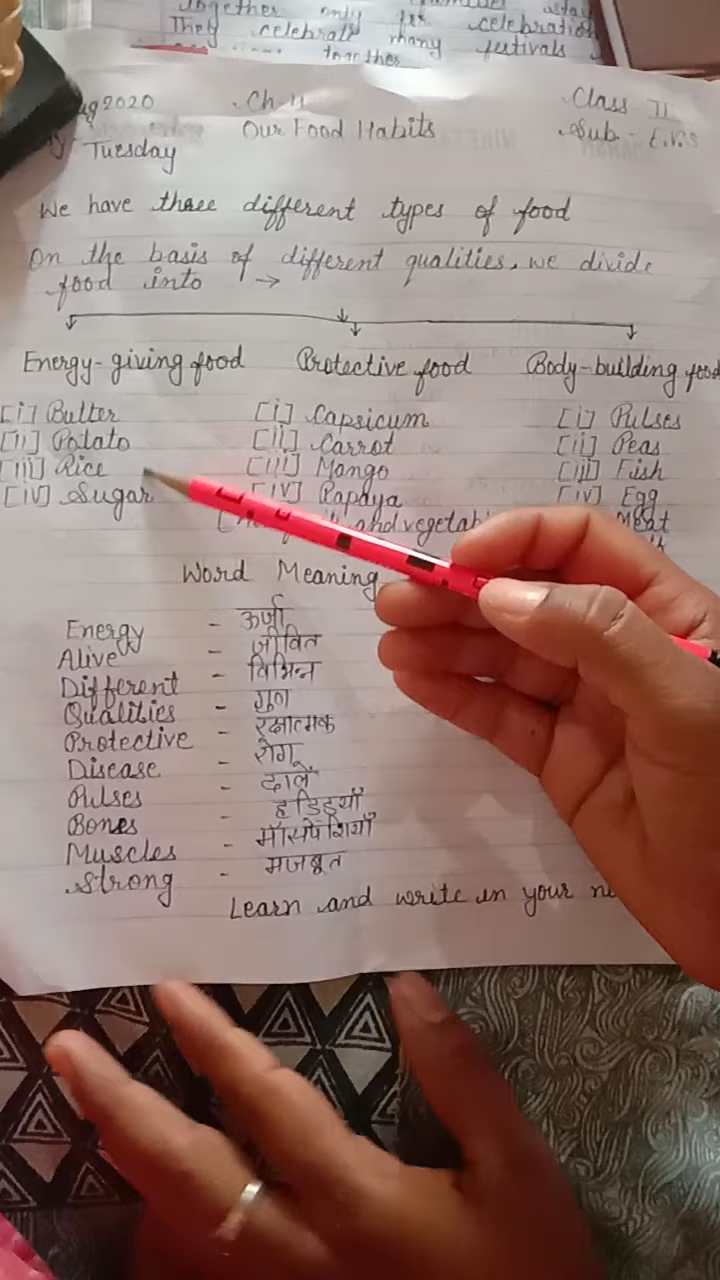 together only for celebration
They celebrate many festivals
together
2020 Ch-11 Class II
Our Food Habits Sub - E.V.S
Tuesday
We have three different types of food
On the basis of different qualities, we divide
food into →
Energy-giving food Protective food Body-building food
[i] Butter [i] Capsicum [i] Pulses
[ii] Potato [ii] Carrot [ii] Peas
[iii] Rice [iii] Mango [iii] Fish
[iv] Sugar [iv] Papaya [iv] Egg
and Meat
Word Meaning
Energy - ऊर्जा
Alive - जीवित
Different - विभिन्न
Qualities - गुण
Protective - रक्षात्मक
Disease - रोग
Pulses - दालें
Bones - हड्डियाँ
Muscles - माँसपेशियाँ
Strong - मजबूत
Learn and write in your